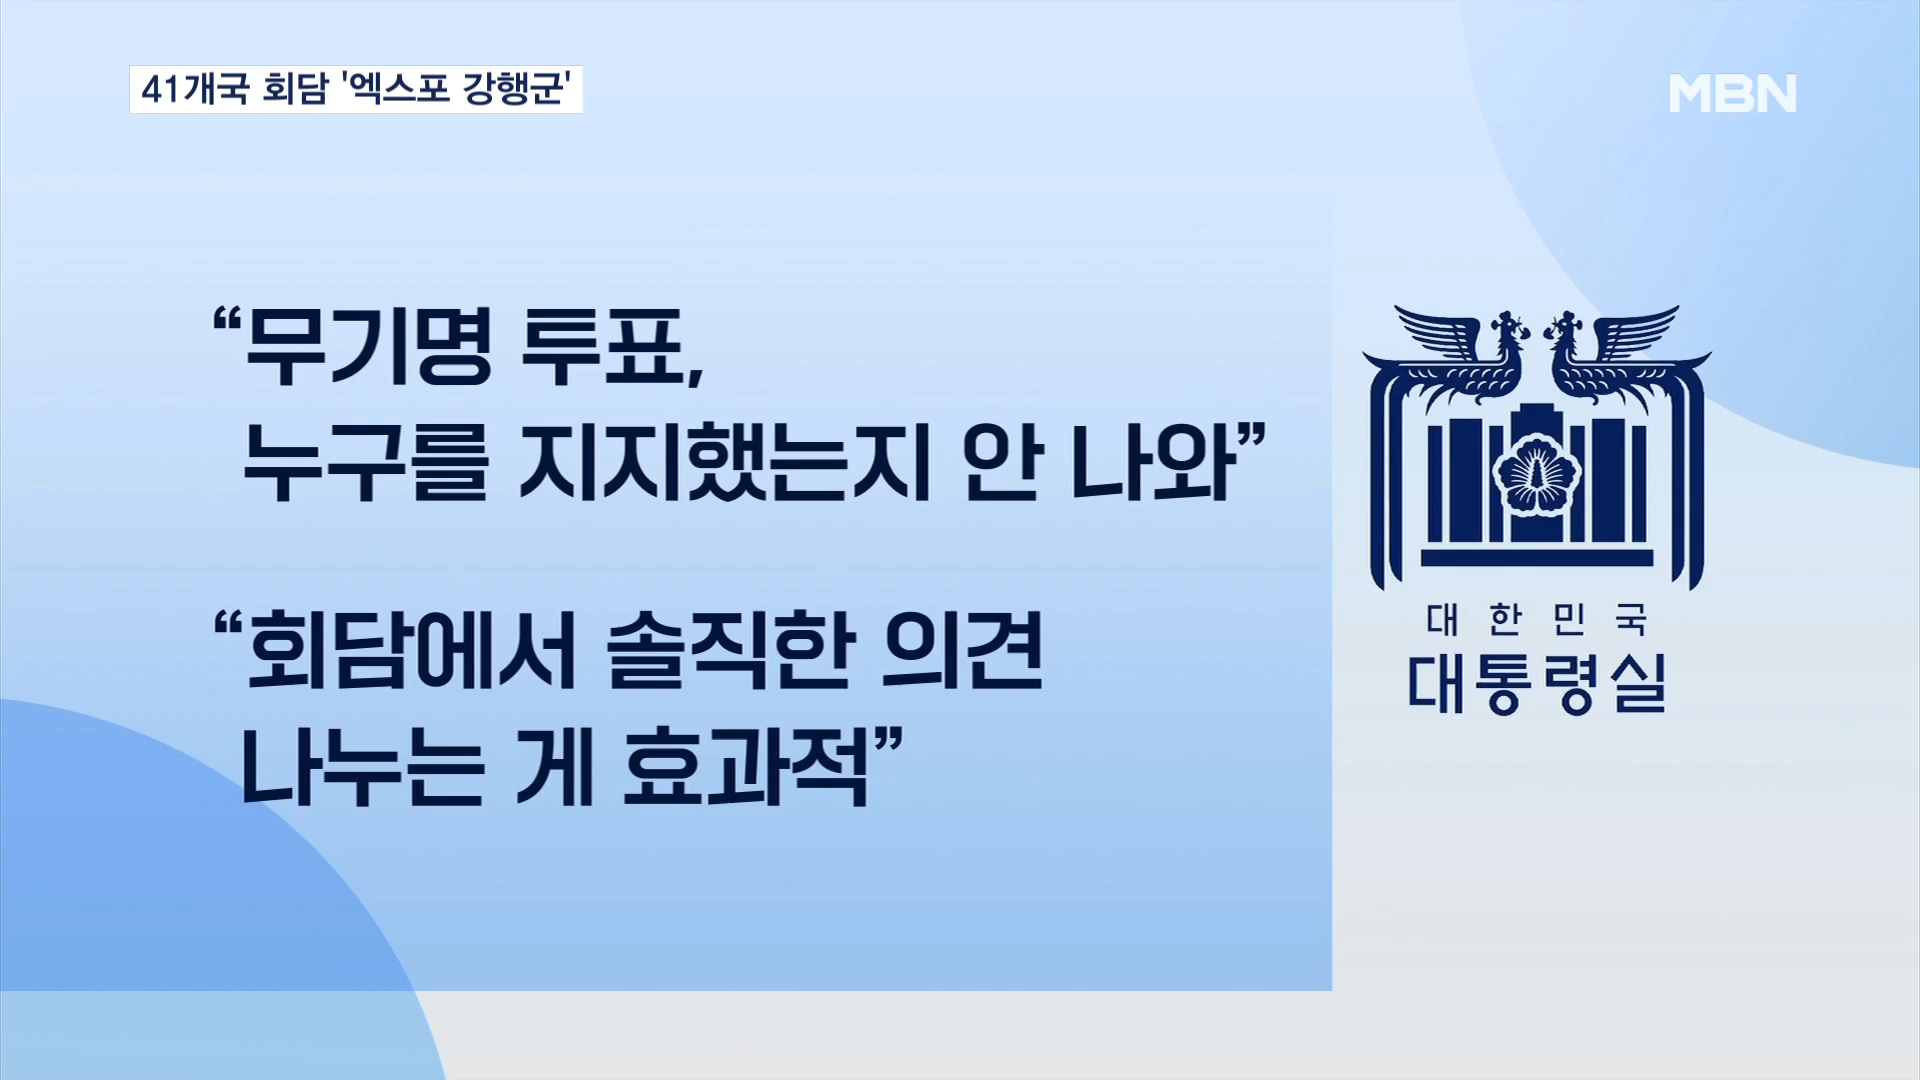 41개국 회담 '엑스포 강행군'
MBN
“무기명 투표,
누구를 지지했는지 안 나와”
“회담에서 솔직한 의견
나누는 게 효과적”
대한민국
대통령실